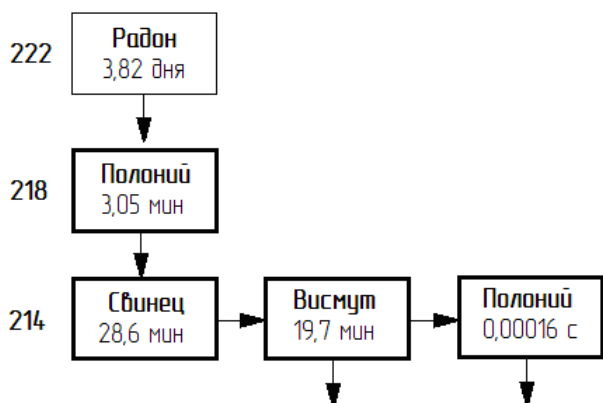 222
Радон
3,82 дня
218
Полоний
3,05 мин
214
Свинец
28,6 мин
Висмут
19,7 мин
Полоний
0,00016 с